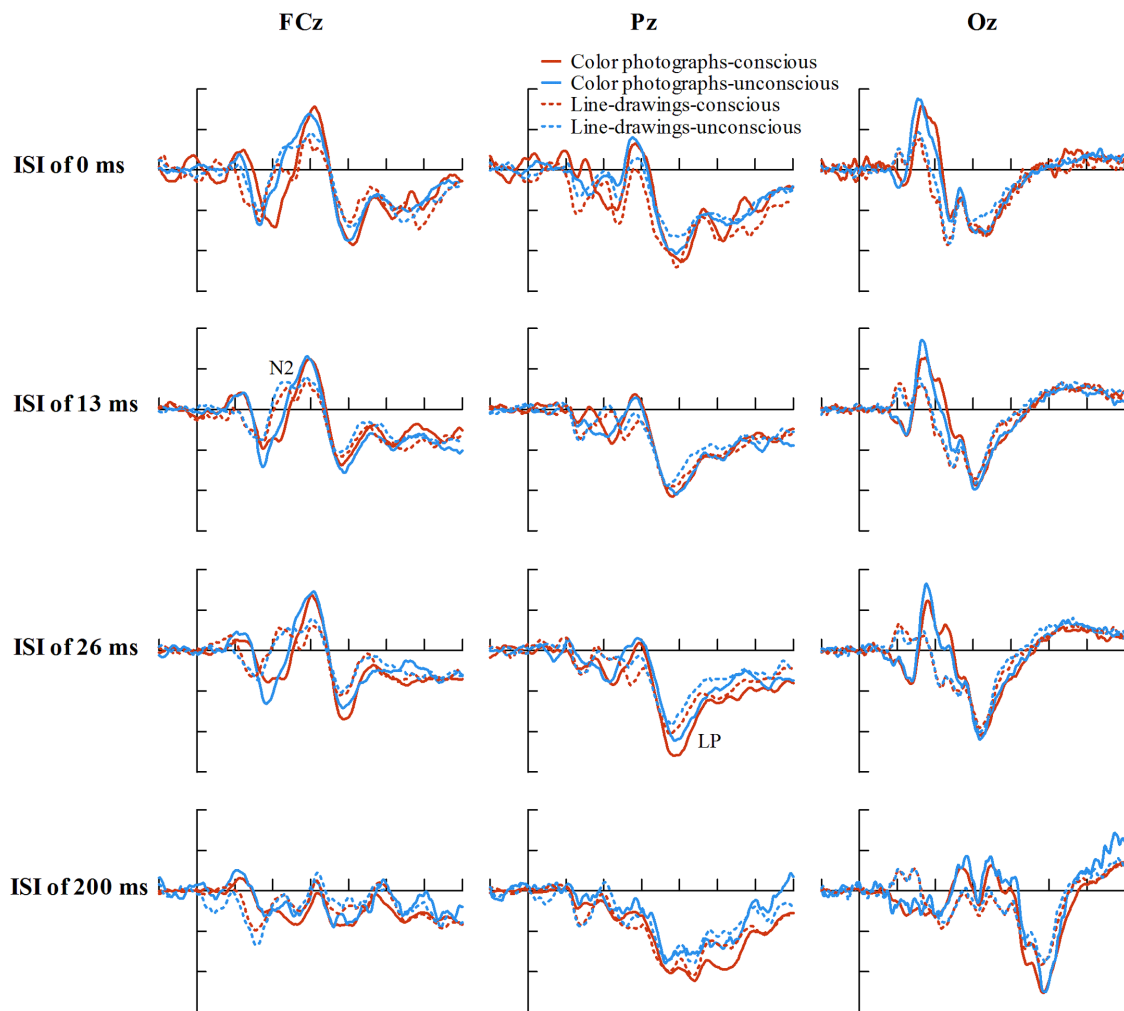 FCz Pz Oz
Color photographs-conscious
Color photographs-unconscious
Line-drawings-conscious
Line-drawings-unconscious
ISI of 0 ms
N2
ISI of 13 ms
ISI of 26 ms
LP
ISI of 200 ms